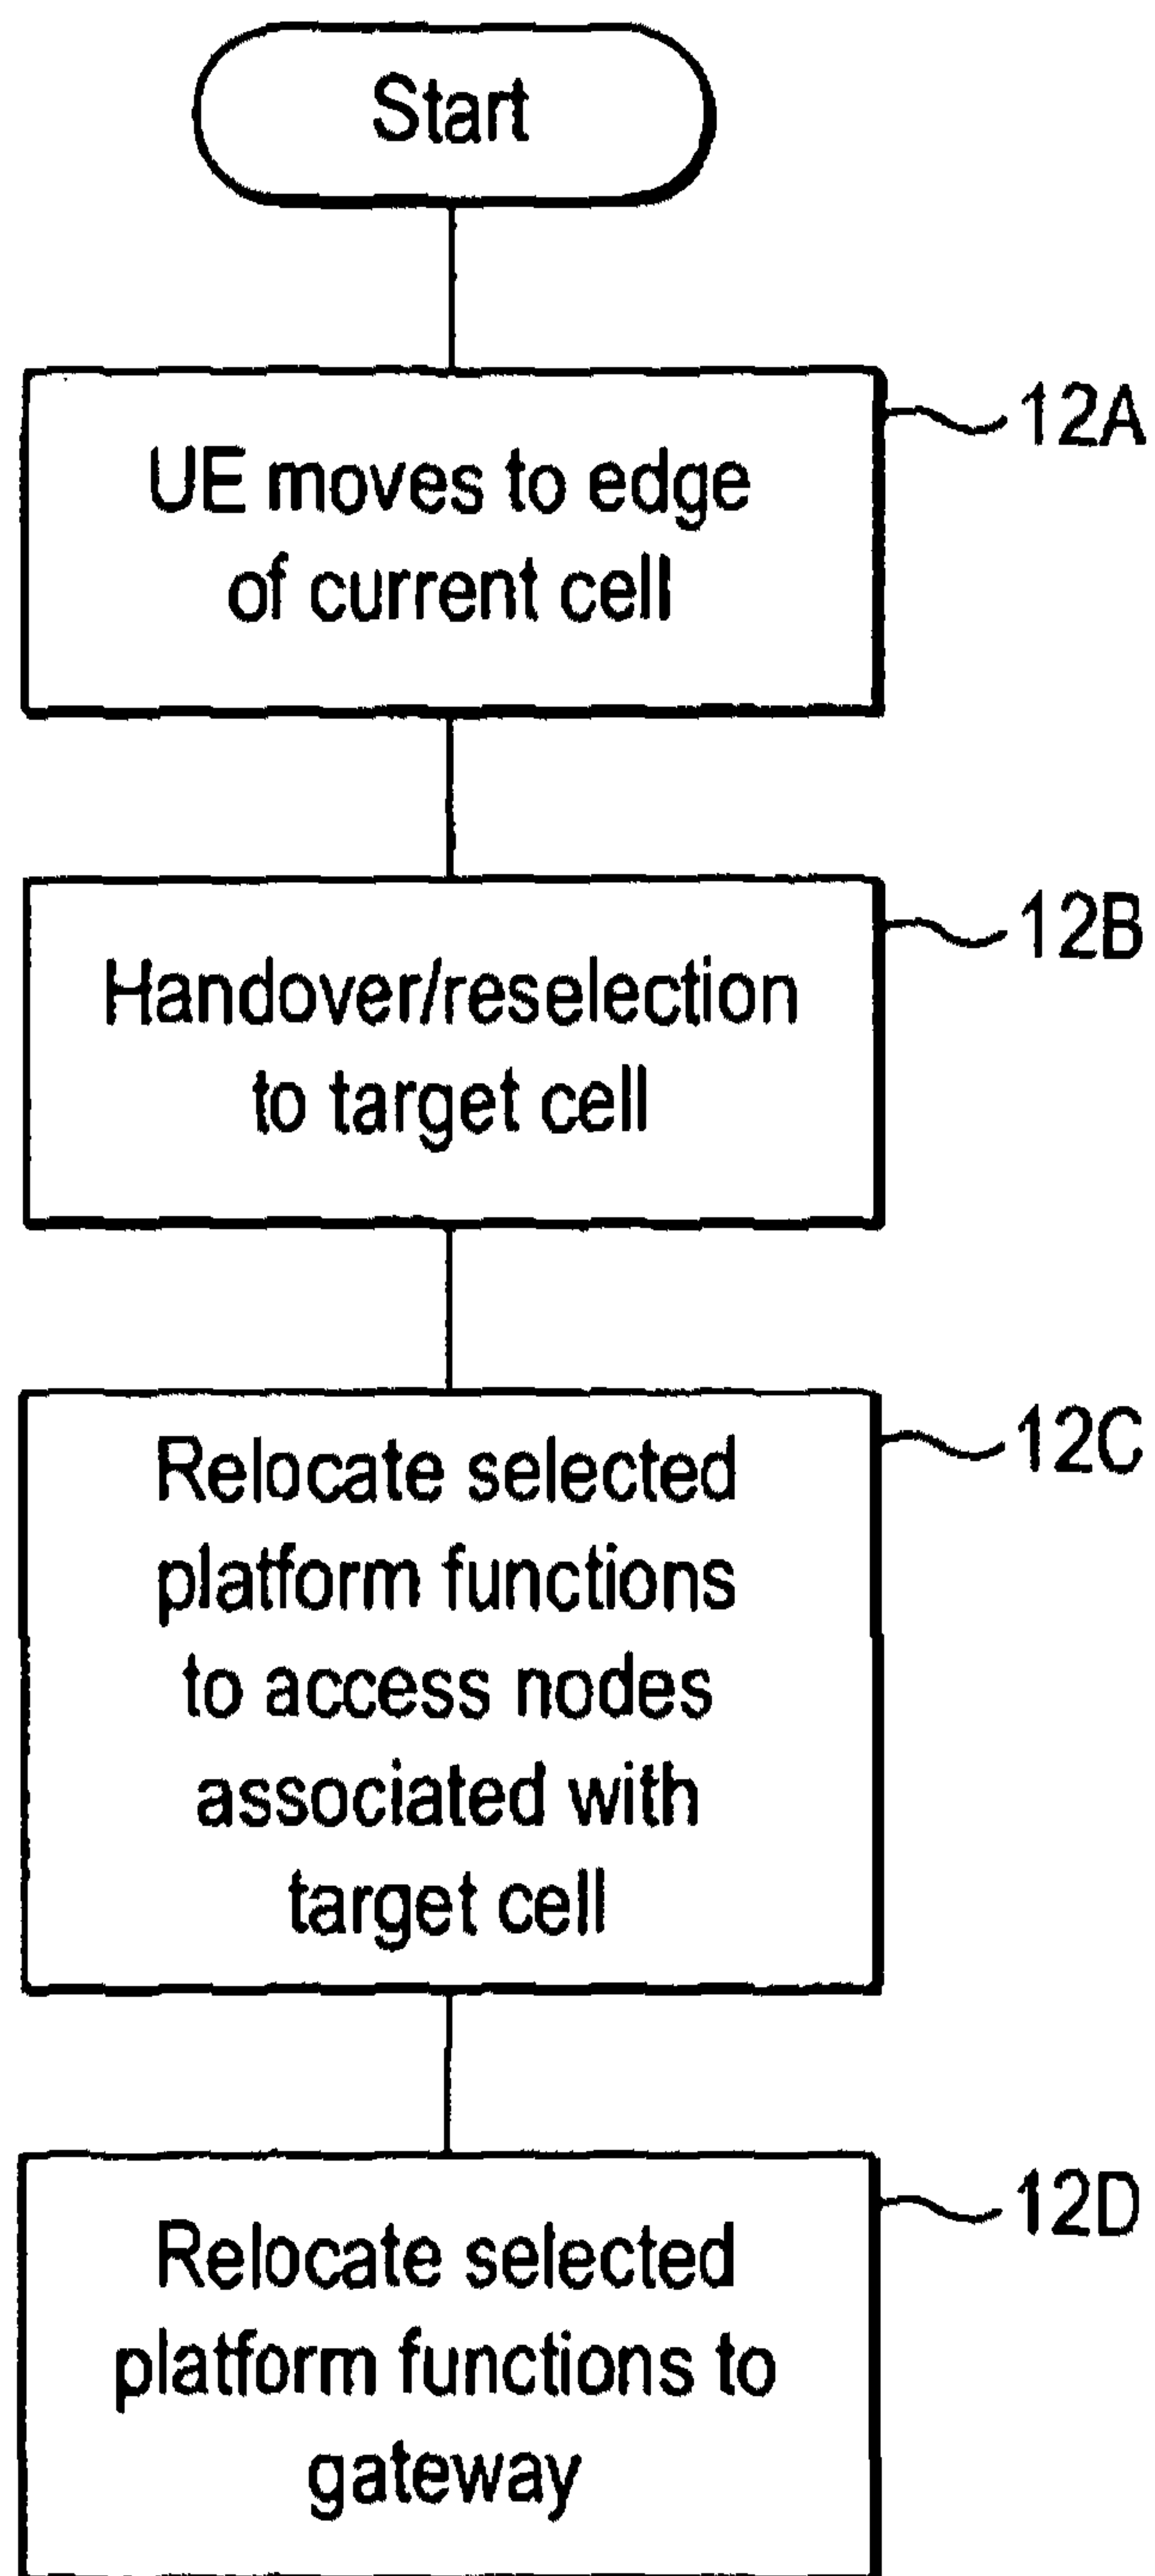 Start
12A
UE moves to edge
of current cell
12B
Handover/reselection
to target cell
12C
Relocate selected
platform functions
to access nodes
associated with
target cell
12D
Relocate selected
platform functions to
gateway